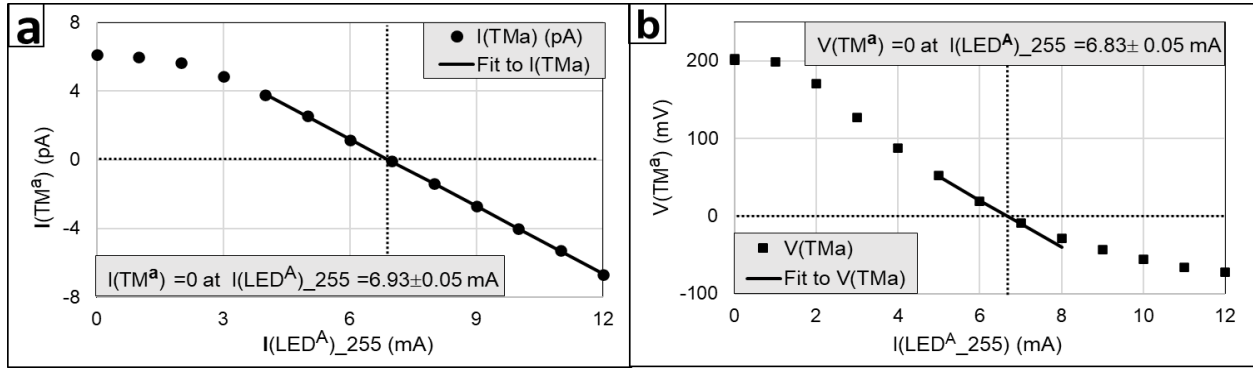 a
8
4
0
-4
-8
I(TMᵃ) (pA)
I(TMa) (pA)
Fit to I(TMa)
I(TMᵃ) =0 at I(LEDᴬ)_255 =6.93±0.05 mA
0 3 6 9 12
I(LEDᴬ)_255 (mA)
b
200
100
0
-100
V(TMᵃ) (mV)
V(TMᵃ) =0 at I(LEDᴬ)_255 =6.83± 0.05 mA
V(TMa)
Fit to V(TMa)
0 2 4 6 8 10 12
I(LEDᴬ_255) (mA)